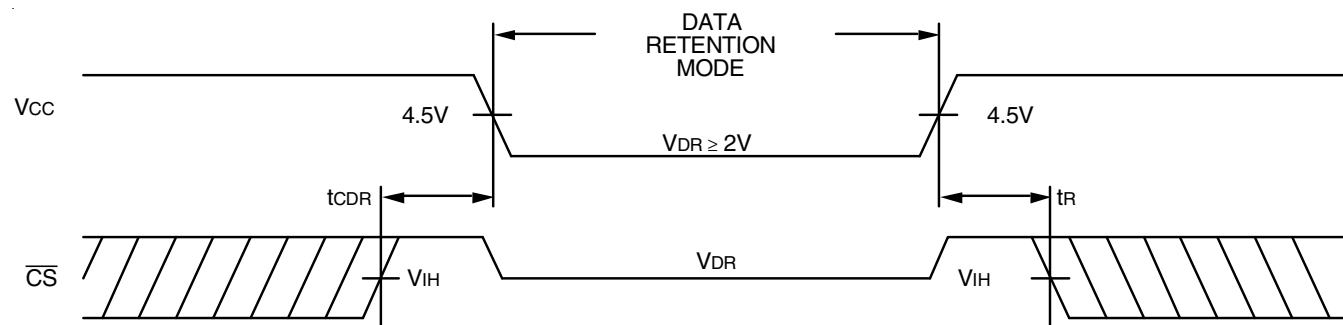 DATA
RETENTION
MODE
VCC
4.5V
4.5V
VDR ≥ 2V
tCDR
tR
CS
VIH
VDR
VIH